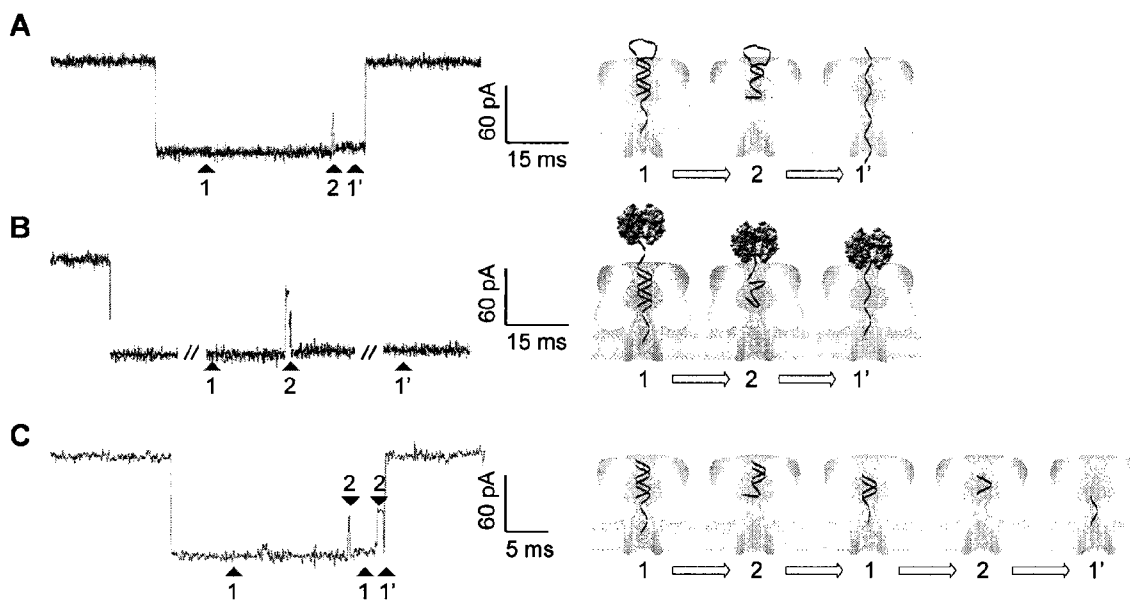 A
60 pA
15 ms
1 2 1'
1 2 1'
B
60 pA
15 ms
// //
1 2 1'
1 2 1'
C
2 2
60 pA
5 ms
1 1 1'
1 2 1 2 1'